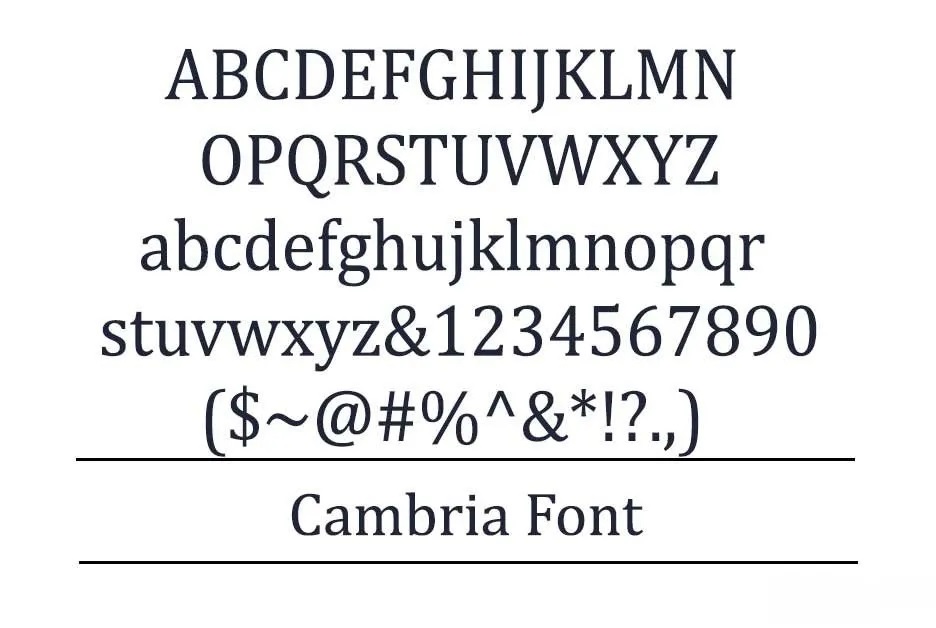 ABCDEFGHIJKLMN
OPQRSTUVWXYZ
abcdefghujklmnopqr
stuvwxyz&1234567890
($~@#%^&*!?.,)
Cambria Font